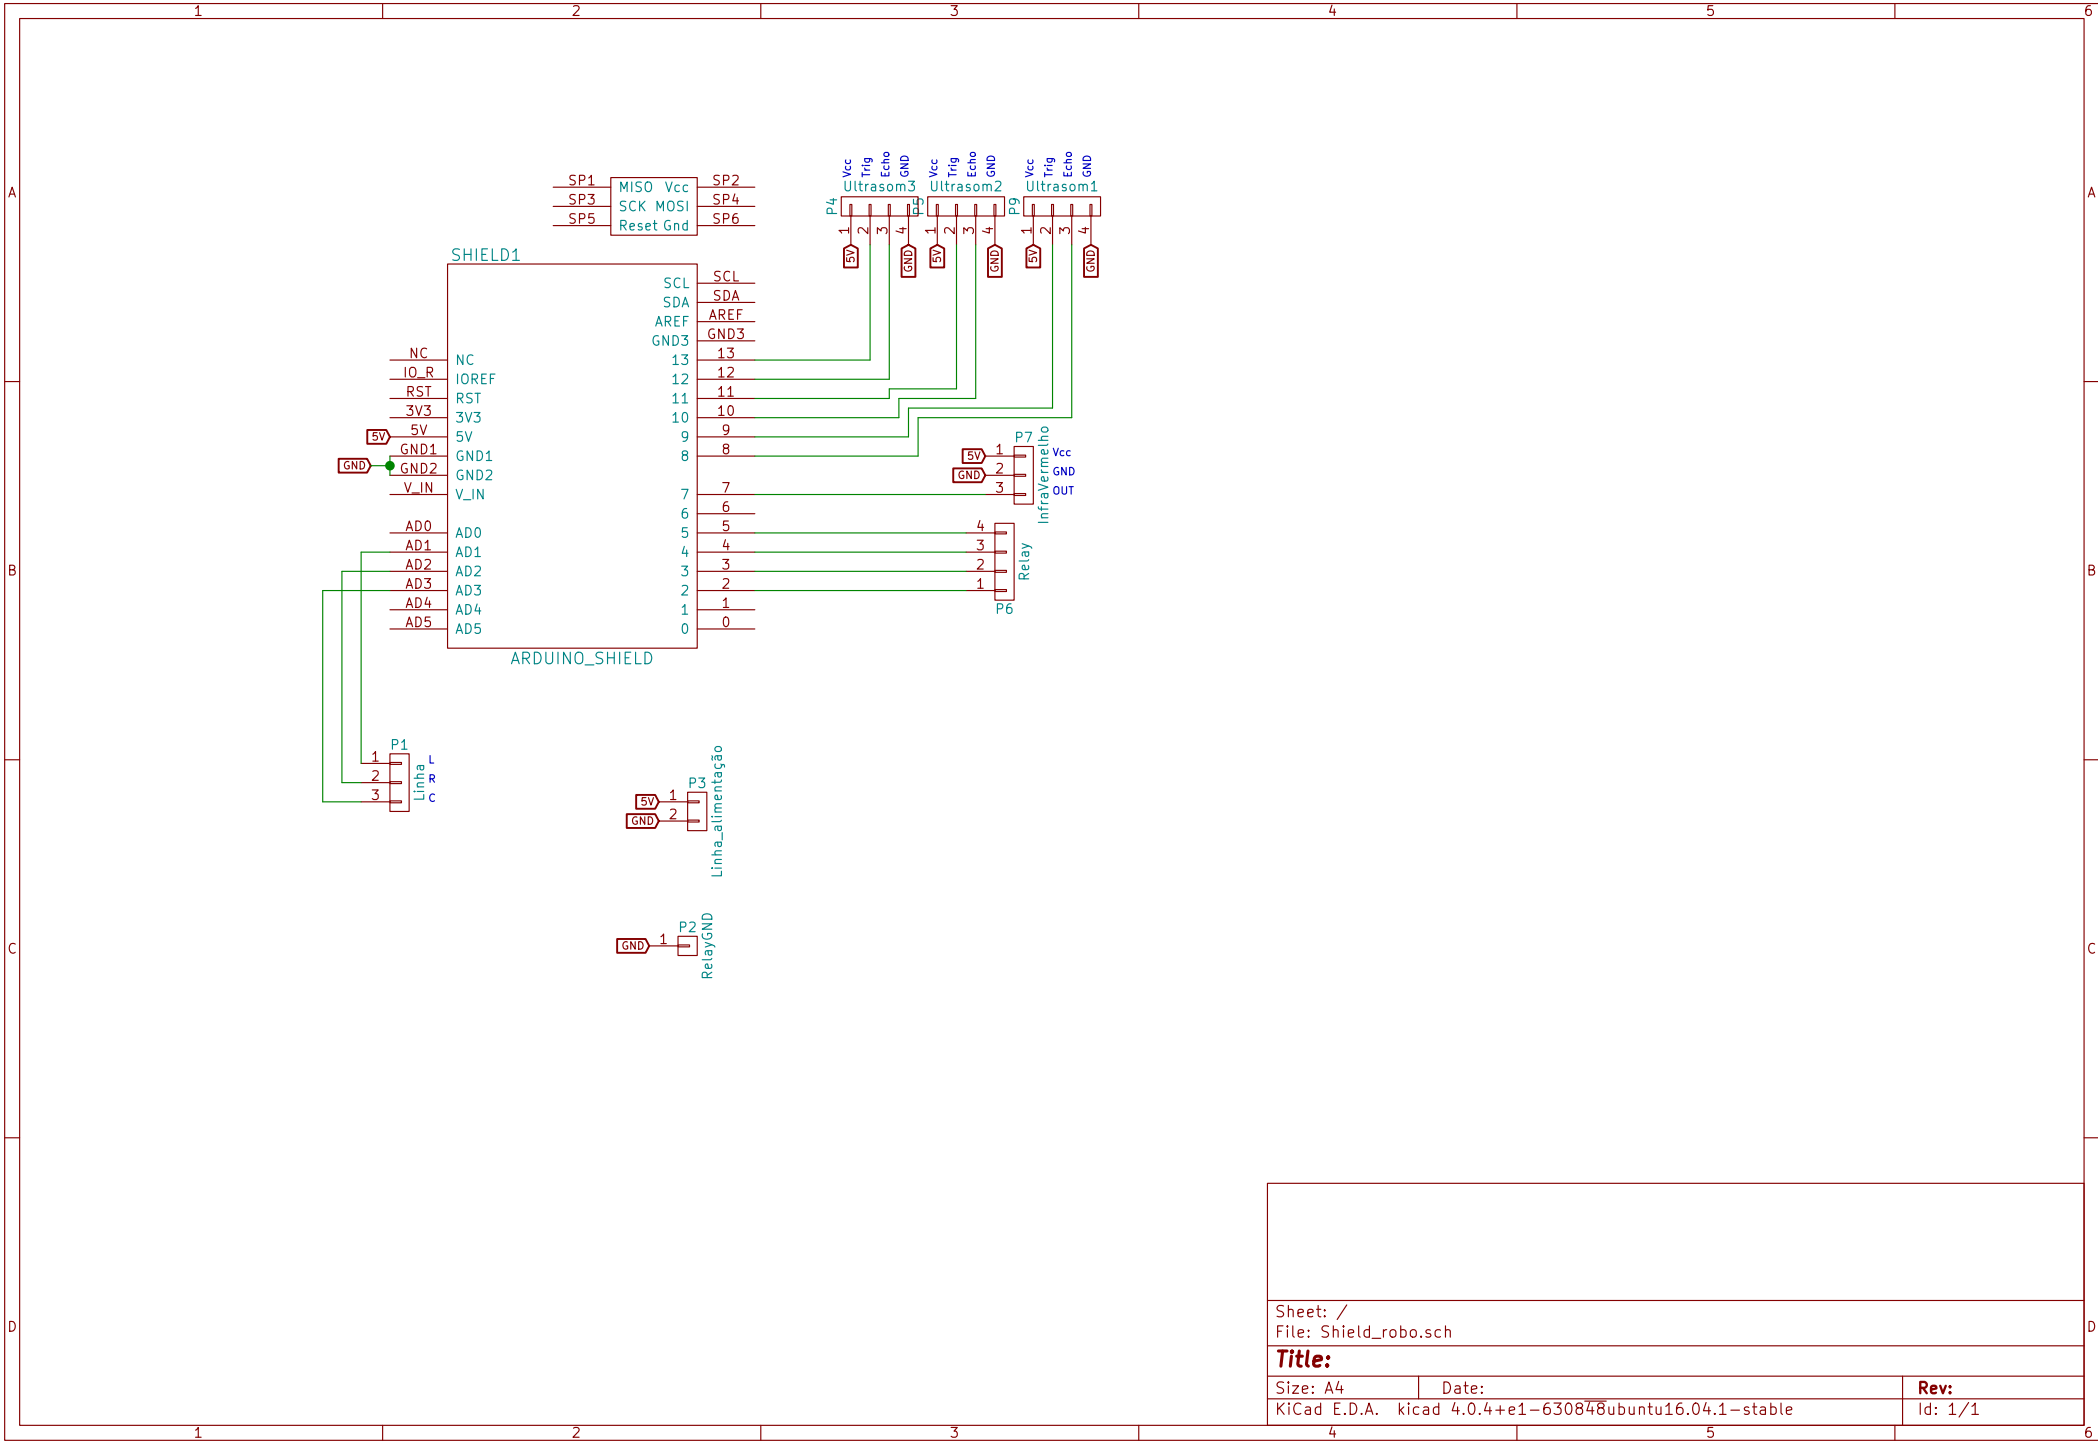 1 2 3 4 5 6
A A
B B
C C
D D
1 2 3 4 5 6
SP1 MISO Vcc SP2
SP3 SCK MOSI SP4
SP5 Reset Gnd SP6
Vcc Trig Echo GND
Ultrasom3
P4
1 2 3 4
5V GND
Vcc Trig Echo GND
Ultrasom2
P5
1 2 3 4
5V GND
Vcc Trig Echo GND
Ultrasom1
P9
1 2 3 4
5V GND
SHIELD1
SCL SCL
SDA SDA
AREF AREF
GND3 GND3
NC NC 13 13
IO_R IOREF 12 12
RST RST 11 11
3V3 3V3 10 10
5V 5V 5V 9 9
GND1 GND1 8 8
GND
GND2 GND2
V_IN V_IN 7 7
6 6
AD0 AD0 5 5
AD1 AD1 4 4
AD2 AD2 3 3
AD3 AD3 2 2
AD4 AD4 1 1
AD5 AD5 0 0
ARDUINO_SHIELD
P7
5V 1 Vcc
GND 2 GND
3 OUT
InfraVermelho
4
3
2
1
Relay
P6
P1
1 L
2 R
3 C
Linha
P3
5V 1
GND 2
Linha_alimentação
P2
GND 1
RelayGND
Sheet: /
File: Shield_robo.sch
Title:
Size: A4 Date: Rev:
KiCad E.D.A. kicad 4.0.4+e1-630848ubuntu16.04.1-stable Id: 1/1